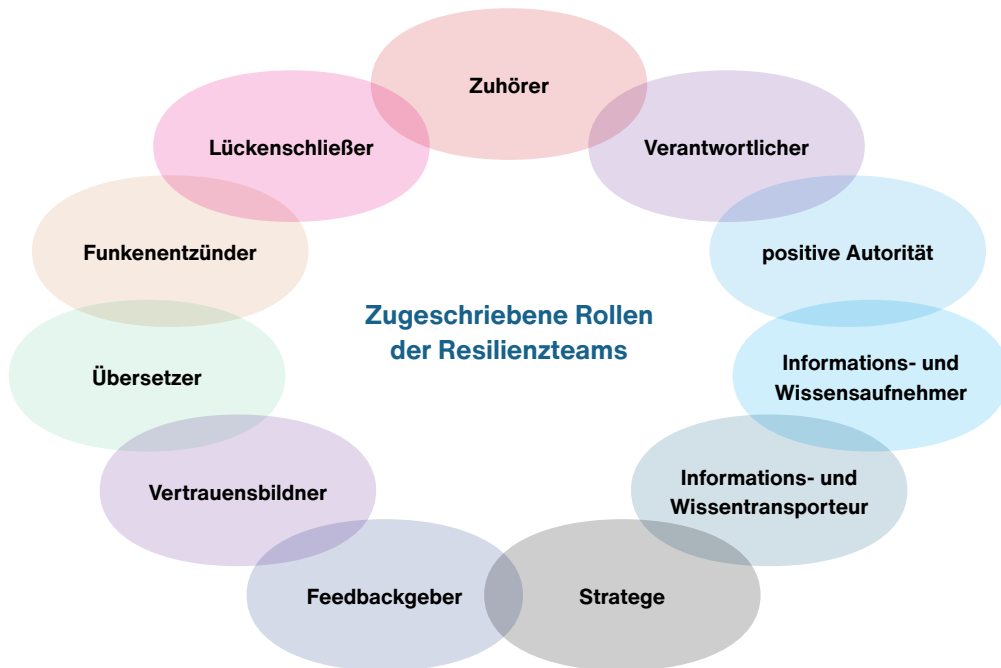 Zuhörer
Lückenschließer
Verantwortlicher
Funkenentzünder
positive Autorität
Zugeschriebene Rollen
der Resilienzteams
Übersetzer
Informations- und
Wissensaufnehmer
Vertrauensbildner
Informations- und
Wissentransporteur
Feedbackgeber
Stratege